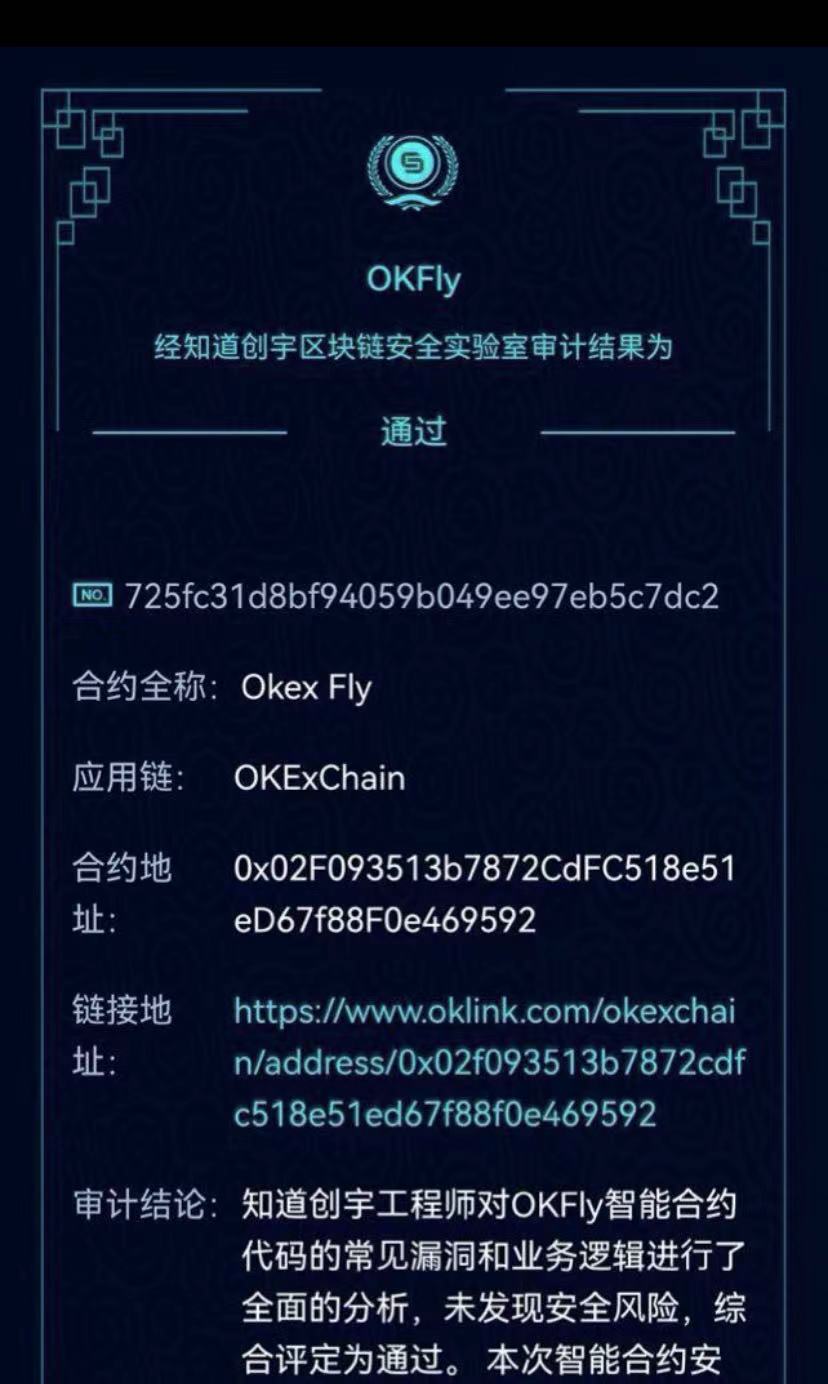 OKFly
经知道创宇区块链安全实验室审计结果为
通过
NO. 725fc31d8bf94059b049ee97eb5c7dc2
合约全称： Okex Fly
应用链： OKExChain
合约地 0x02F093513b7872CdFC518e51
址： eD67f88F0e469592
链接地 https://www.oklink.com/okexchai
址： n/address/0x02f093513b7872cdf
c518e51ed67f88f0e469592
审计结论： 知道创宇工程师对OKFly智能合约
代码的常见漏洞和业务逻辑进行了
全面的分析，未发现安全风险，综
合评定为通过。 本次智能合约安